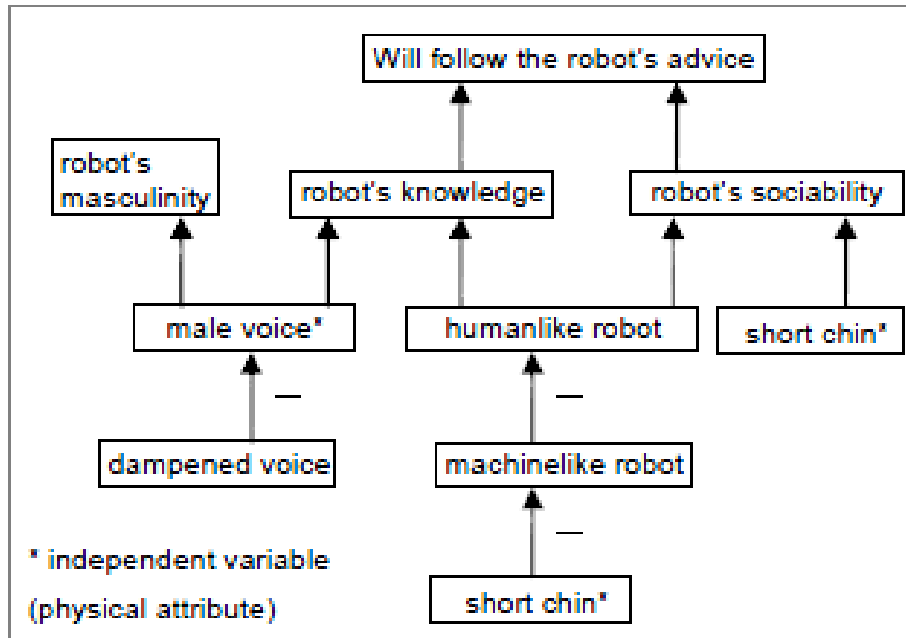 Will follow the robot's advice
robot's
masculinity
robot's knowledge
robot's sociability
male voice*
humanlike robot
short chin*
—
—
dampened voice
machinelike robot
—
* independent variable
(physical attribute)
short chin*